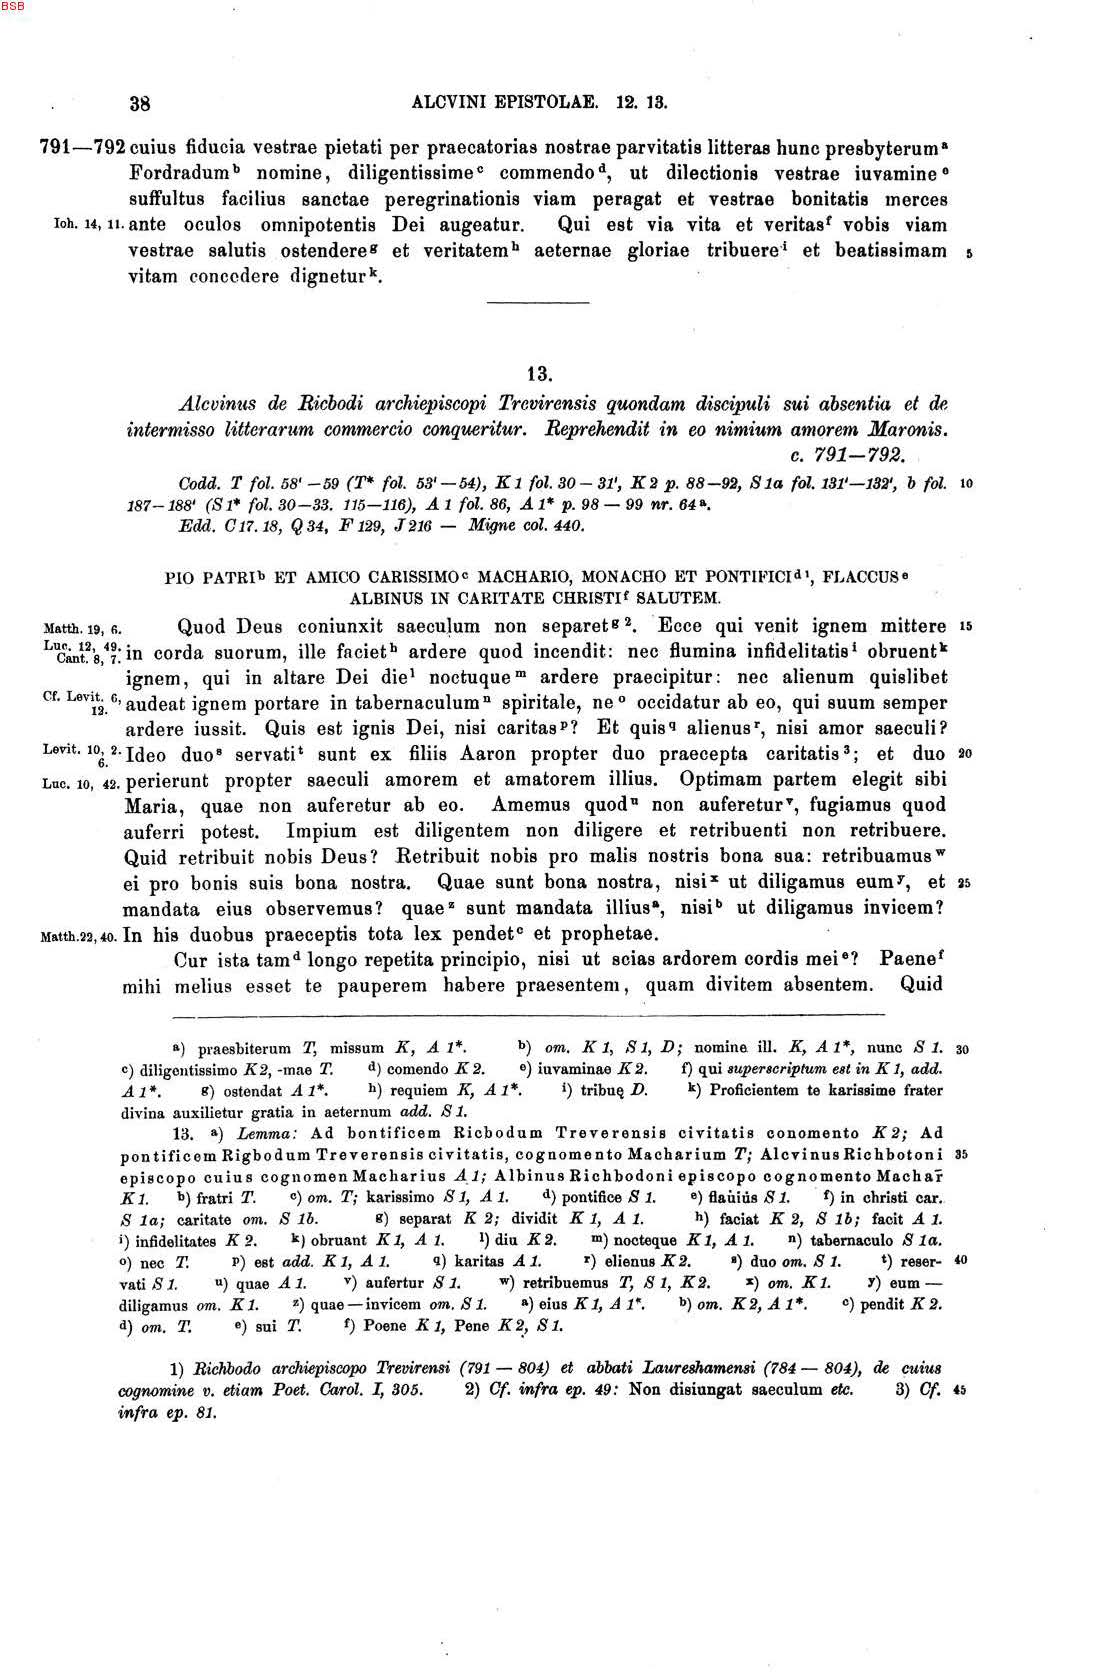 BSB
38 ALCVINI EPISTOLAE. 12. 13.
791—792 cuius fiducia vestrae pietati per praecatorias nostrae parvitatis litteras hunc presbyterum a
Fordradum b nomine, diligentissime c commendo d, ut dilectionis vestrae iuvamine e
suffultus facilius sanctae peregrinationis viam peragat et vestrae bonitatis merces
Ioh. 14, 11. ante oculos omnipotentis Dei augeatur. Qui est via vita et veritas f vobis viam
vestrae salutis ostendere g et veritatem h aeternae gloriae tribuere i et beatissimam 5
vitam concedere dignetur k.
13.
Alcvinus de Ricbodi archiepiscopi Trevirensis quondam discipuli sui absentia et de
intermisso litterarum commercio conqueritur. Reprehendit in eo nimium amorem Maronis.
c. 791—792.
Codd. T fol. 58' —59 (T* fol. 53' —54), K 1 fol. 30 — 31', K 2 p. 88—92, S 1a fol. 131'—132', b fol. 10
187—188' (S 1* fol. 30—33. 115—116), A 1 fol. 86, A 1* p. 98 — 99 nr. 64 a.
Edd. C 17. 18, Q 34, F 129, J 216 — Migne col. 440.
PIO PATRI b ET AMICO CARISSIMO c MACHARIO, MONACHO ET PONTIFICI d 1, FLACCUS e
ALBINUS IN CARITATE CHRISTI f SALUTEM.
Matth. 19, 6. Quod Deus coniunxit saeculum non separet g 2. Ecce qui venit ignem mittere 15
Luc. 12, 49. Cant. 8, 7. in corda suorum, ille faciet h ardere quod incendit: nec flumina infidelitatis i obruent k
ignem, qui in altare Dei die l noctuque m ardere praecipitur: nec alienum quislibet
Cf. Levit. 6, 12. audeat ignem portare in tabernaculum n spiritale, ne o occidatur ab eo, qui suum semper
ardere iussit. Quis est ignis Dei, nisi caritas p? Et quis q alienus r, nisi amor saeculi?
Levit. 10, 2. 6. Ideo duo s servati t sunt ex filiis Aaron propter duo praecepta caritatis 3; et duo 20
Luc. 10, 42. perierunt propter saeculi amorem et amatorem illius. Optimam partem elegit sibi
Maria, quae non auferetur ab eo. Amemus quod u non auferetur v, fugiamus quod
auferri potest. Impium est diligentem non diligere et retribuenti non retribuere.
Quid retribuit nobis Deus? Retribuit nobis pro malis nostris bona sua: retribuamus w
ei pro bonis suis bona nostra. Quae sunt bona nostra, nisi x ut diligamus eum y, et 25
mandata eius observemus? quae z sunt mandata illius a, nisi b ut diligamus invicem?
Matth. 22, 40. In his duobus praeceptis tota lex pendet c et prophetae.
Cur ista tam d longo repetita principio, nisi ut scias ardorem cordis mei e? Paene f
mihi melius esset te pauperem habere praesentem, quam divitem absentem. Quid
a) praesbiterum T, missum K, A 1*. b) om. K 1, S 1, D; nomine ill. K, A 1*, nunc S 1. 30
c) diligentissimo K 2, -mae T. d) comendo K 2. e) iuvaminae K 2. f) qui superscriptum est in K 1, add.
A 1*. g) ostendat A 1*. h) requiem K, A 1*. i) tribuę D. k) Proficientem te karissime frater
divina auxilietur gratia in aeternum add. S 1.
13. a) Lemma: Ad bontificem Ricbodum Treverensis civitatis conomento K 2; Ad
pontificem Rigbodum Treverensis civitatis, cognomento Macharium T; Alcvinus Richbotoni 35
episcopo cuius cognomen Macharius A 1; Albinus Richbodoni episcopo cognomento Machar̄
K 1. b) fratri T. c) om. T; karissimo S 1, A 1. d) pontifice S 1. e) flauius S 1. f) in christi car.
S 1a; caritate om. S 1b. g) separat K 2; dividit K 1, A 1. h) faciat K 2, S 1b; facit A 1.
i) infidelitates K 2. k) obruant K 1, A 1. l) diu K 2. m) nocteque K 1, A 1. n) tabernaculo S 1a.
o) nec T. p) est add. K 1, A 1. q) karitas A 1. r) elienus K 2. s) duo om. S 1. t) reser- 40
vati S 1. u) quae A 1. v) aufertur S 1. w) retribuemus T, S 1, K 2. x) om. K 1. y) eum —
diligamus om. K 1. z) quae—invicem om. S 1. a) eius K 1, A 1*. b) om. K 2, A 1*. c) pendit K 2.
d) om. T. e) sui T. f) Poene K 1, Pene K 2, S 1.
1) Richbodo archiepiscopo Trevirensi (791 — 804) et abbati Laureshamensi (784 — 804), de cuius
cognomine v. etiam Poet. Carol. I, 305. 2) Cf. infra ep. 49: Non disiungat saeculum etc. 3) Cf. 45
infra ep. 81.